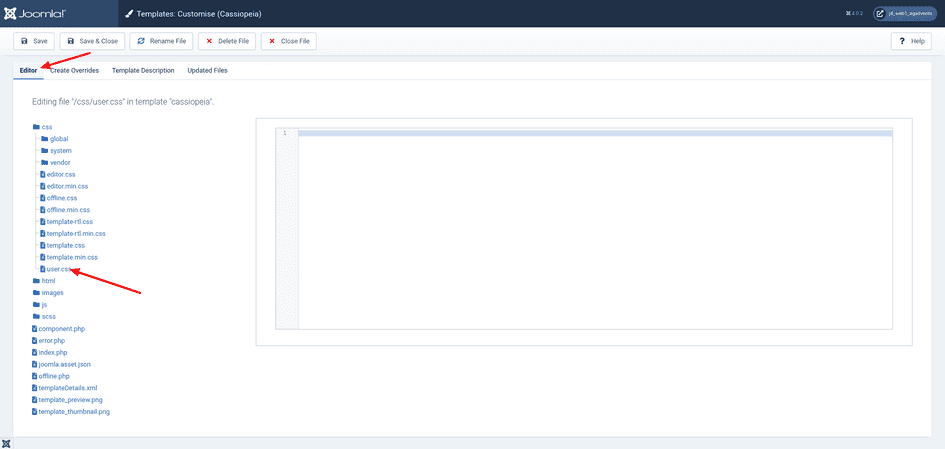 Joomla!® Templates: Customise (Cassiopeia) 4.0.2
Save Save & Close Rename File Delete File Close File ? Help
Editor Create Overrides Template Description Updated Files
Editing file "/css/user.css" in template "cassiopeia".
css
1
global
system
vendor
editor.css
editor.min.css
offline.css
offline.min.css
template-rtl.css
template-rtl.min.css
template.css
template.min.css
user.css
html
images
js
scss
component.php
error.php
index.php
joomla.asset.json
offline.php
templateDetails.xml
template_preview.png
template_thumbnail.png